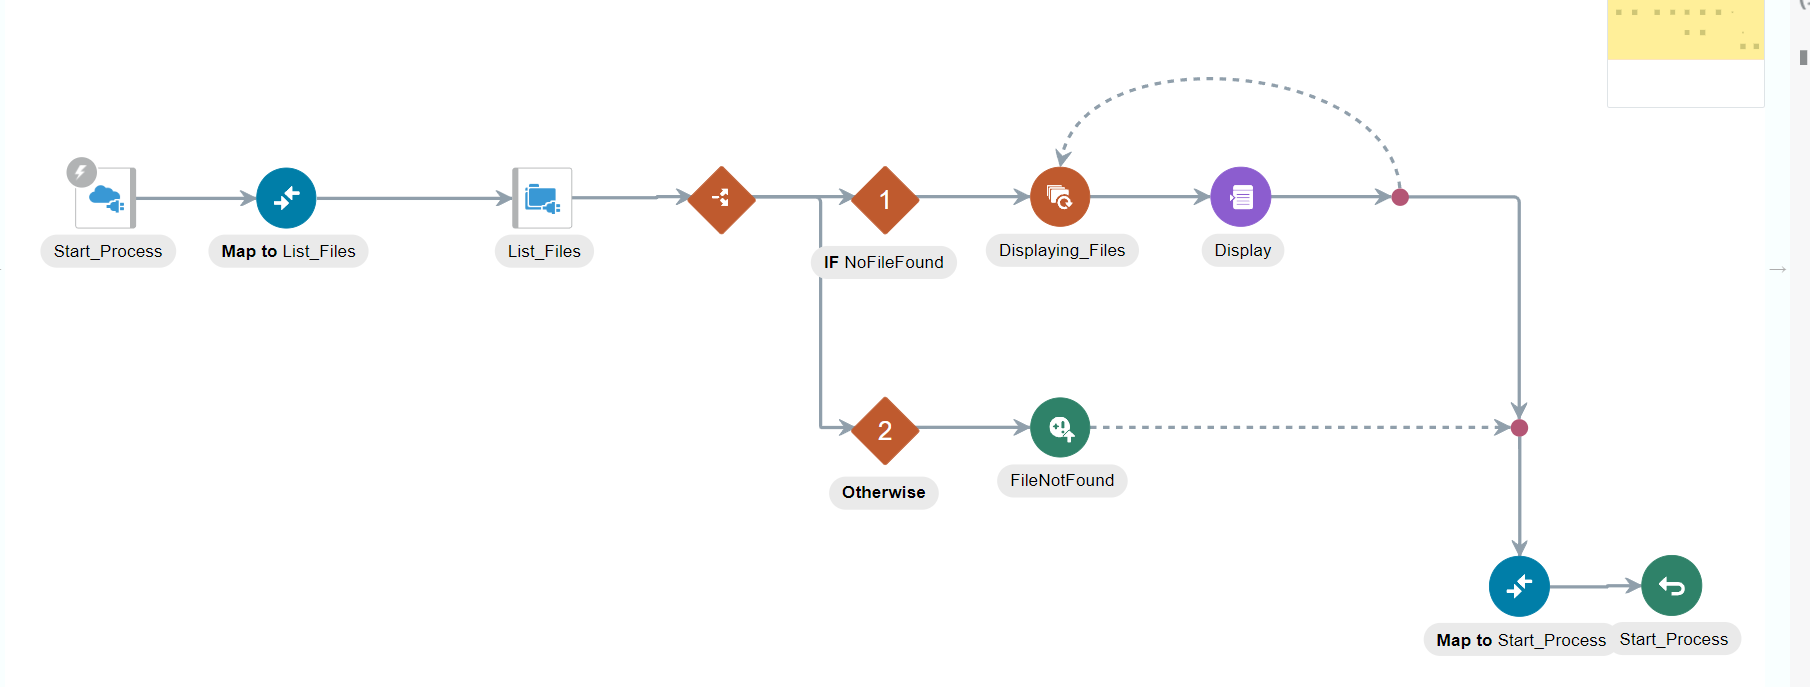 Start_Process
Map to List_Files
List_Files
1
IF NoFileFound
Displaying_Files
Display
2
Otherwise
FileNotFound
Map to Start_Process
Start_Process